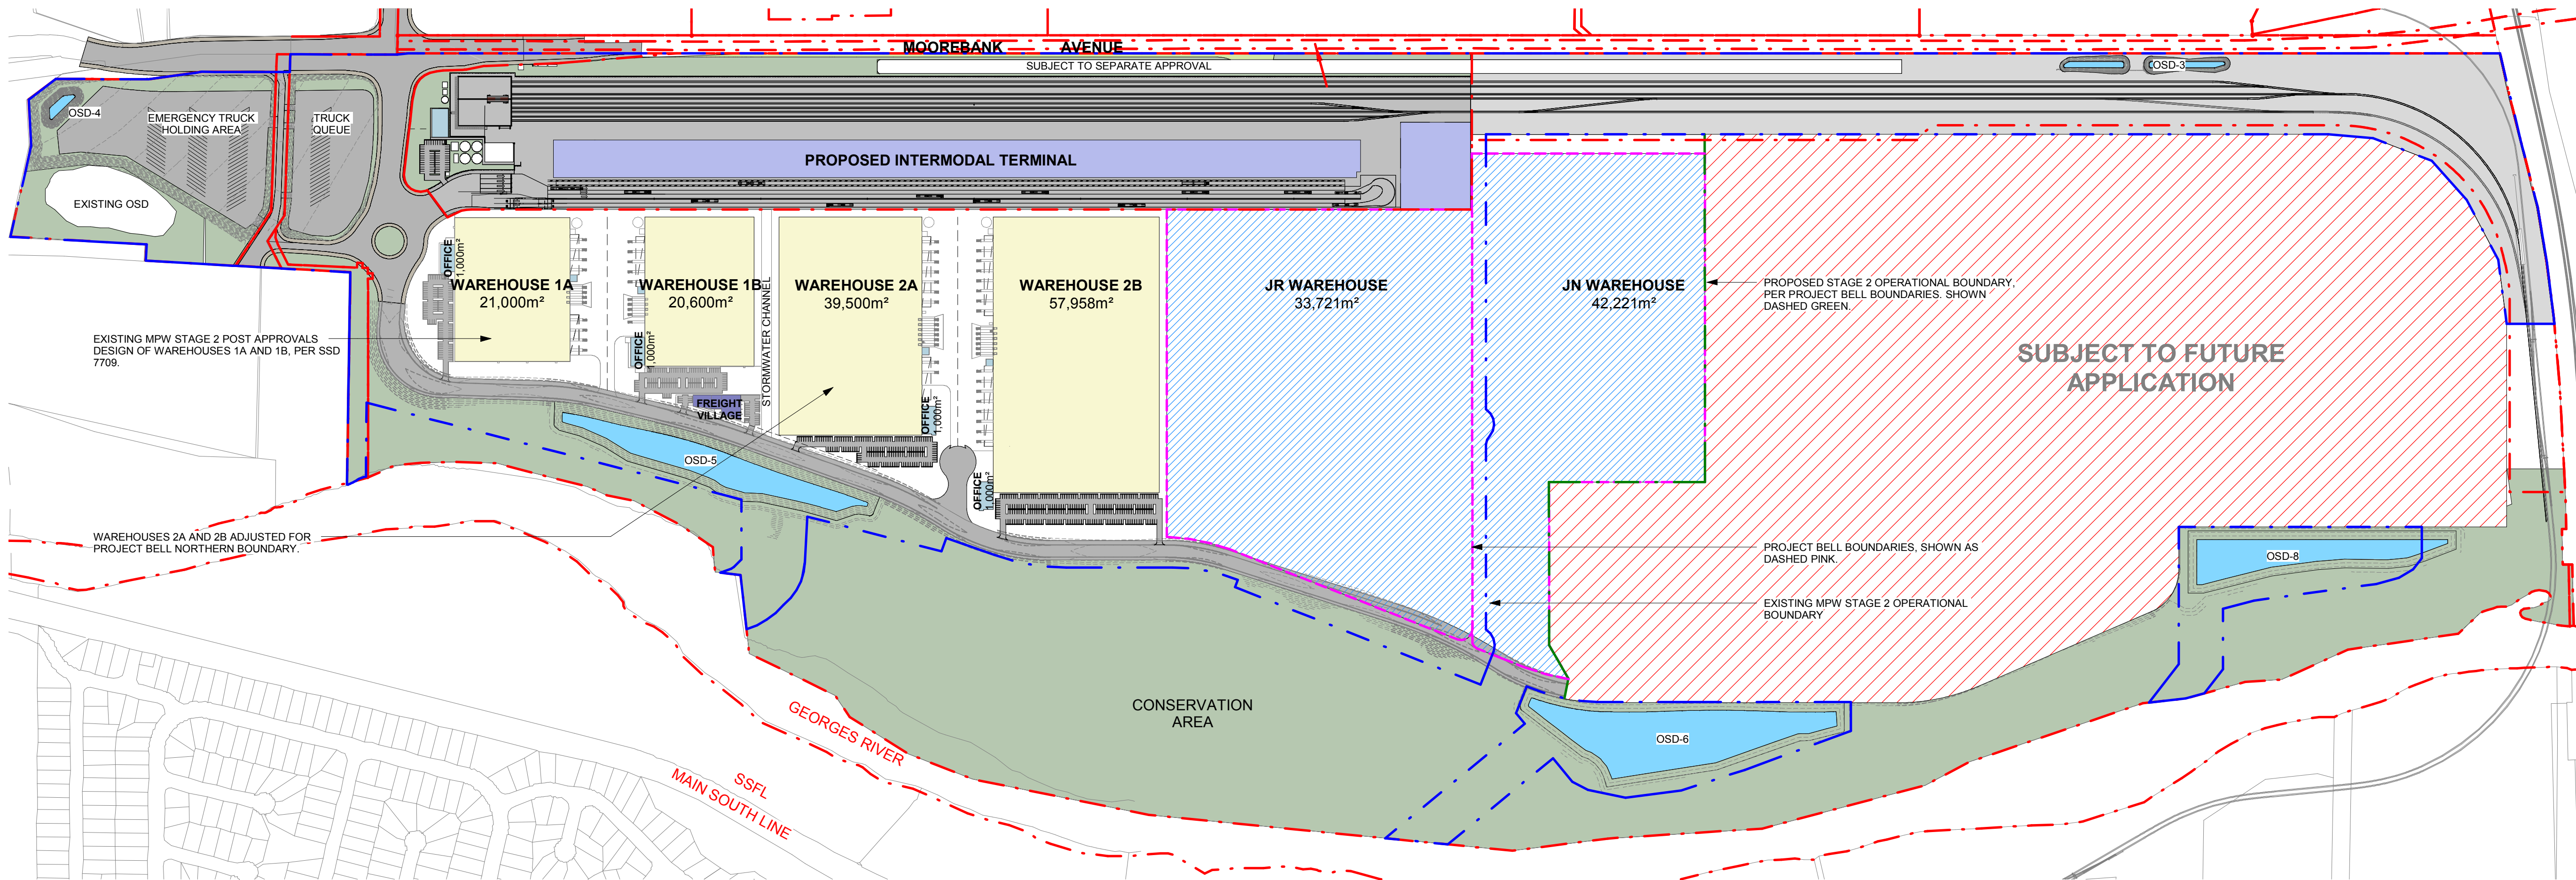 MOOREBANK AVENUE
SUBJECT TO SEPARATE APPROVAL
OSD-3
OSD-4
EMERGENCY TRUCK
HOLDING AREA
TRUCK
QUEUE
EXISTING OSD
PROPOSED INTERMODAL TERMINAL
OFFICE
1,000m²
WAREHOUSE 1A
21,000m²
WAREHOUSE 1B
20,600m²
OFFICE
1,000m²
STORMWATER CHANNEL
WAREHOUSE 2A
39,500m²
OFFICE
1,000m²
WAREHOUSE 2B
57,958m²
OFFICE
1,000m²
JR WAREHOUSE
33,721m²
JN WAREHOUSE
42,221m²
PROPOSED STAGE 2 OPERATIONAL BOUNDARY,
PER PROJECT BELL BOUNDARIES. SHOWN
DASHED GREEN.
SUBJECT TO FUTURE
APPLICATION
EXISTING MPW STAGE 2 POST APPROVALS
DESIGN OF WAREHOUSES 1A AND 1B, PER SSD
7709.
FREIGHT
VILLAGE
OSD-5
WAREHOUSES 2A AND 2B ADJUSTED FOR
PROJECT BELL NORTHERN BOUNDARY.
PROJECT BELL BOUNDARIES, SHOWN AS
DASHED PINK.
EXISTING MPW STAGE 2 OPERATIONAL
BOUNDARY
OSD-8
CONSERVATION
AREA
OSD-6
GEORGES RIVER
SSFL
MAIN SOUTH LINE